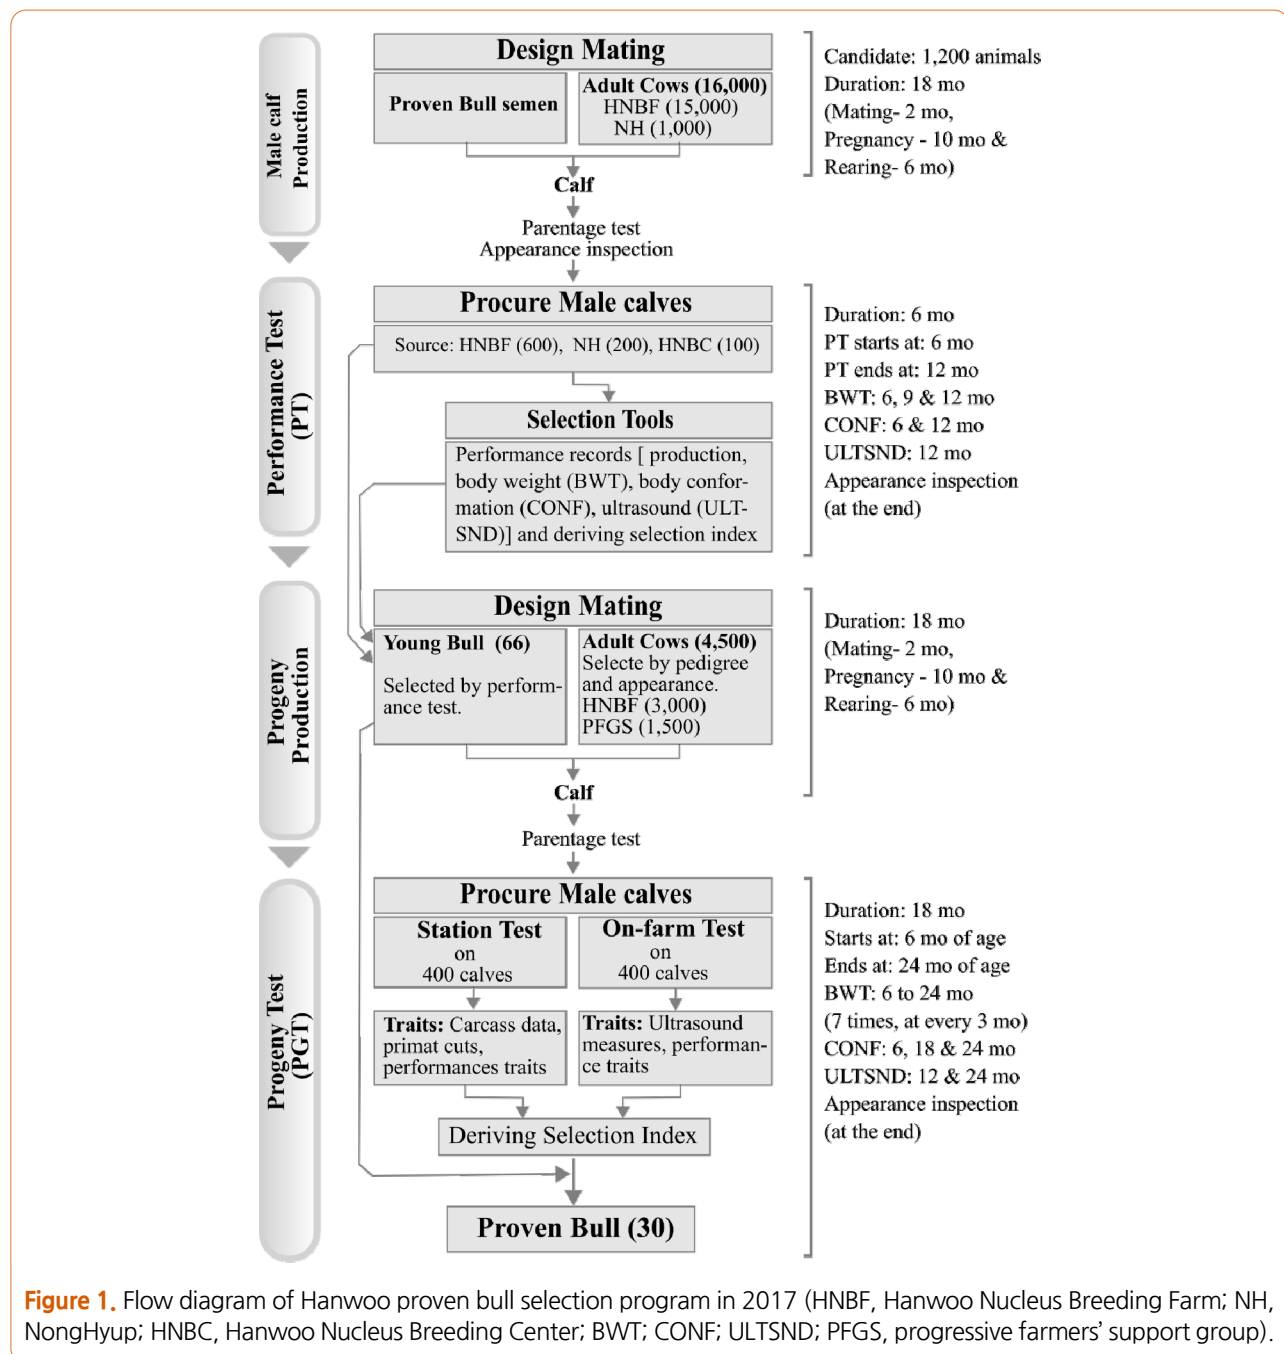 Male calf
Production
Design Mating
Proven Bull semen
Adult Cows (16,000)
HNBF (15,000)
NH (1,000)
Candidate: 1,200 animals
Duration: 18 mo
(Mating- 2 mo,
Pregnancy - 10 mo &
Rearing- 6 mo)
Calf
Parentage test
Appearance inspection
Performance Test
(PT)
Procure Male calves
Source: HNBF (600), NH (200), HNBC (100)
Selection Tools
Performance records [ production,
body weight (BWT), body confor-
mation (CONF), ultrasound (ULT-
SND)] and deriving selection index
Duration: 6 mo
PT starts at: 6 mo
PT ends at: 12 mo
BWT: 6, 9 & 12 mo
CONF: 6 & 12 mo
ULTSND: 12 mo
Appearance inspection
(at the end)
Progeny
Production
Design Mating
Young Bull (66)
Selected by perform-
ance test.
Adult Cows (4,500)
Selecte by pedigree
and appearance.
HNBF (3,000)
PFGS (1,500)
Duration: 18 mo
(Mating- 2 mo,
Pregnancy - 10 mo &
Rearing- 6 mo)
Calf
Parentage test
Progeny Test
(PGT)
Procure Male calves
Station Test
on
400 calves
On-farm Test
on
400 calves
Traits: Carcass data,
primat cuts,
performances traits
Traits: Ultrasound
measures, performan-
ce traits
Deriving Selection Index
Proven Bull (30)
Duration: 18 mo
Starts at: 6 mo of age
Ends at: 24 mo of age
BWT: 6 to 24 mo
(7 times, at every 3 mo)
CONF: 6, 18 & 24 mo
ULTSND: 12 & 24 mo
Appearance inspection
(at the end)
Figure 1. Flow diagram of Hanwoo proven bull selection program in 2017 (HNBF, Hanwoo Nucleus Breeding Farm; NH,
NongHyup; HNBC, Hanwoo Nucleus Breeding Center; BWT; CONF; ULTSND; PFGS, progressive farmers' support group).